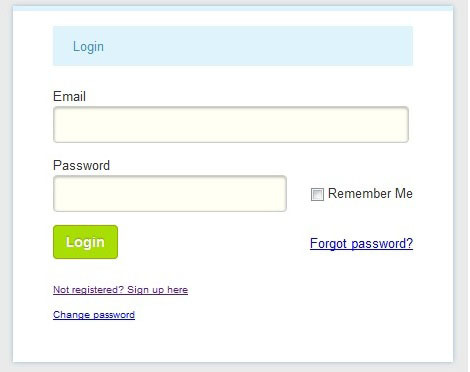 Login
Email
Password
Remember Me
Login
Forgot password?
Not registered? Sign up here
Change password